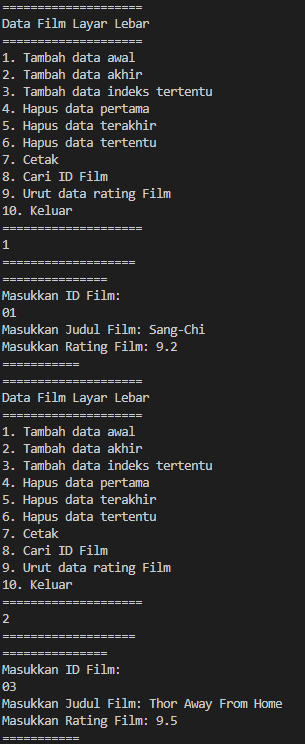 =====================
Data Film Layar Lebar
=====================
1. Tambah data awal
2. Tambah data akhir
3. Tambah data indeks tertentu
4. Hapus data pertama
5. Hapus data terakhir
6. Hapus data tertentu
7. Cetak
8. Cari ID Film
9. Urut data rating Film
10. Keluar
=====================
1
====================
===============
Masukkan ID Film:
01
Masukkan Judul Film: Sang-Chi
Masukkan Rating Film: 9.2
===========
=====================
Data Film Layar Lebar
=====================
1. Tambah data awal
2. Tambah data akhir
3. Tambah data indeks tertentu
4. Hapus data pertama
5. Hapus data terakhir
6. Hapus data tertentu
7. Cetak
8. Cari ID Film
9. Urut data rating Film
10. Keluar
=====================
2
====================
===============
Masukkan ID Film:
03
Masukkan Judul Film: Thor Away From Home
Masukkan Rating Film: 9.5
===========